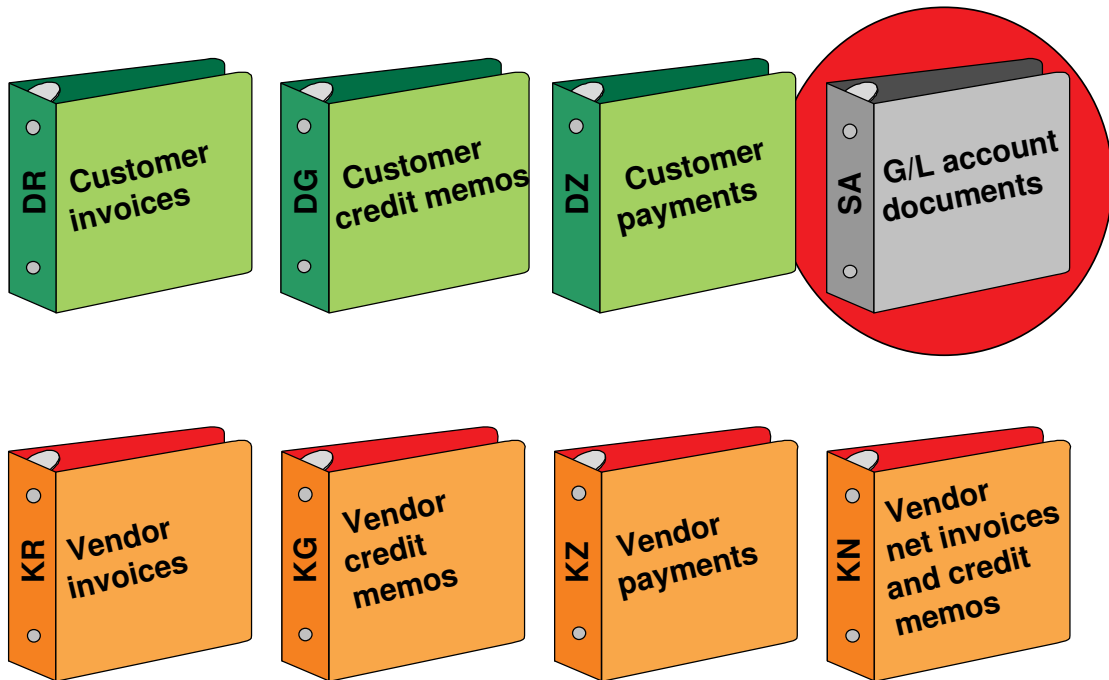 DR
Customer
invoices
DG
Customer
credit memos
DZ
Customer
payments
SA
G/L account
documents
KR
Vendor
invoices
KG
Vendor
credit
memos
KZ
Vendor
payments
KN
Vendor
net invoices
and credit
memos